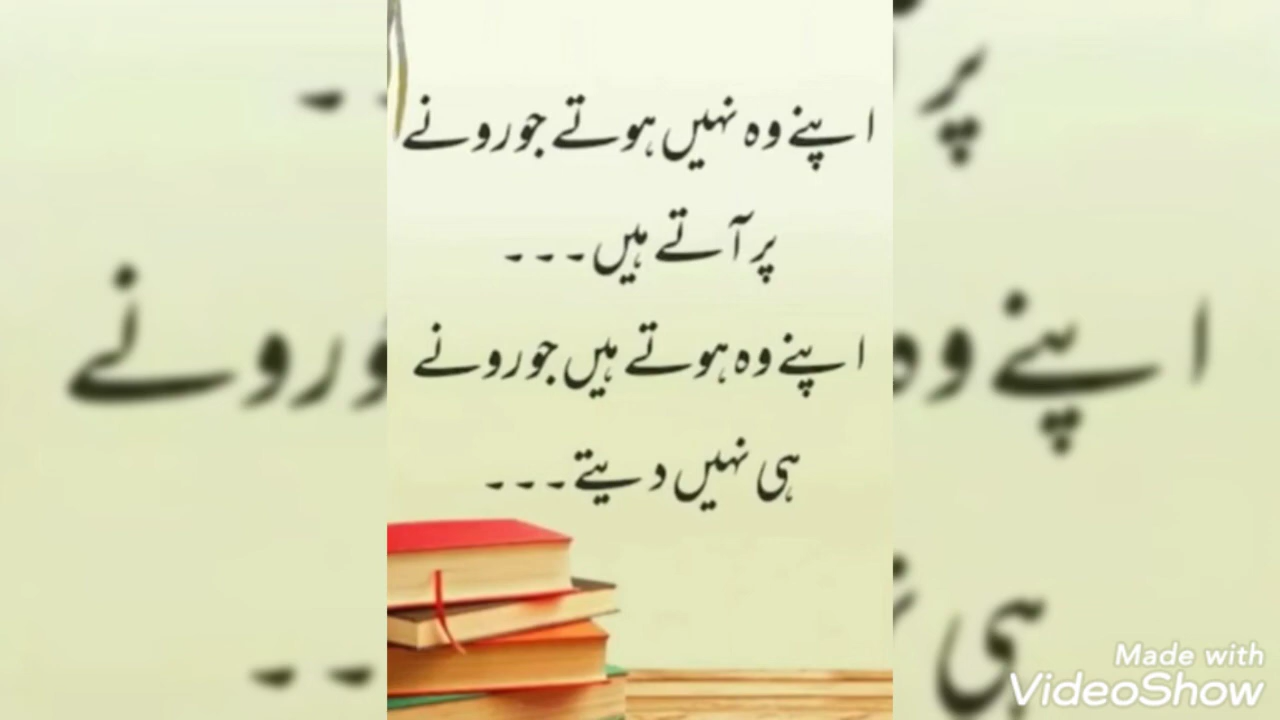 اپنے وہ نہیں ہوتے جو رونے
پر آتے ہیں۔۔۔
اپنے وہ ہوتے ہیں جو رونے
ہی نہیں دیتے۔۔۔
Made with
VideoShow